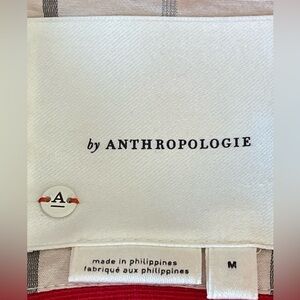 by ANTHROPOLOGIE
A
made in philippines
fabriqué aux philippines
M